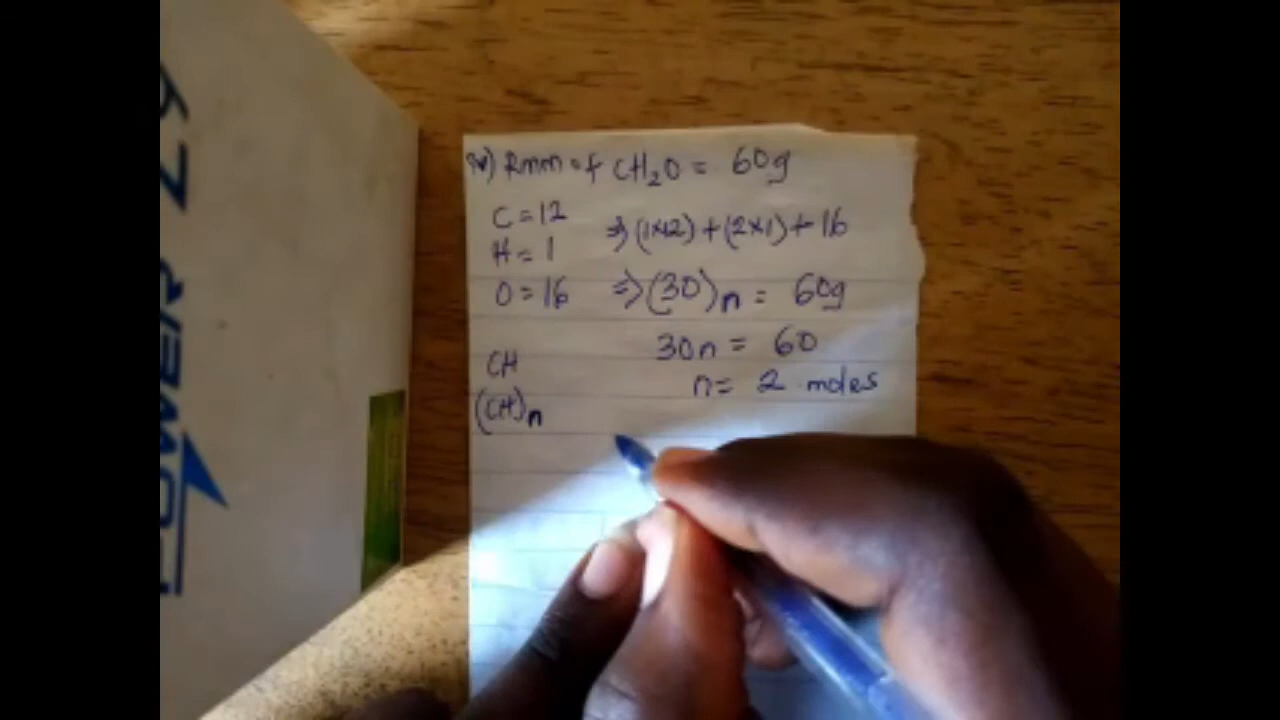 Rmm of CH₂O = 60g
C = 12 ⇒ (1×12) + (2×1) + 16
H = 1
O = 16 ⇒ (30)n = 60g
30n = 60
CH
n = 2 moles
(CH)n
POWER